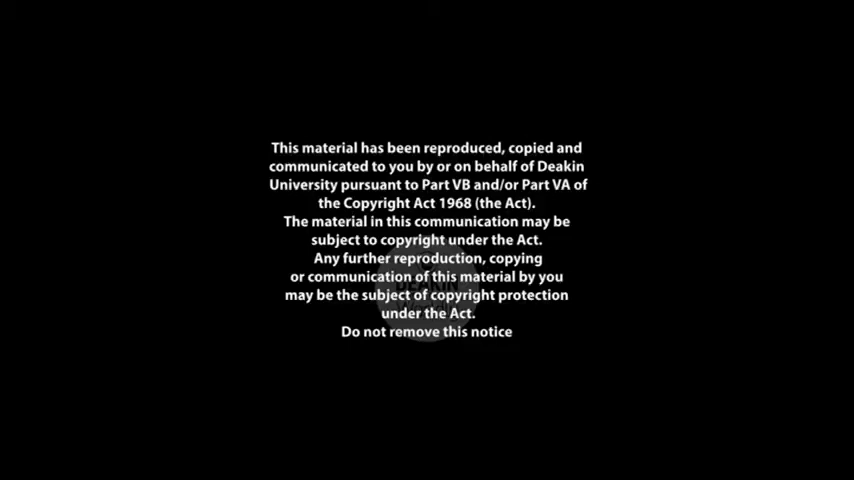 This material has been reproduced, copied and
communicated to you by or on behalf of Deakin
University pursuant to Part VB and/or Part VA of
the Copyright Act 1968 (the Act).
The material in this communication may be
subject to copyright under the Act.
Any further reproduction, copying
or communication of this material by you
DEAKIN
may be the subject of copyright protection
under the Act.
Do not remove this notice